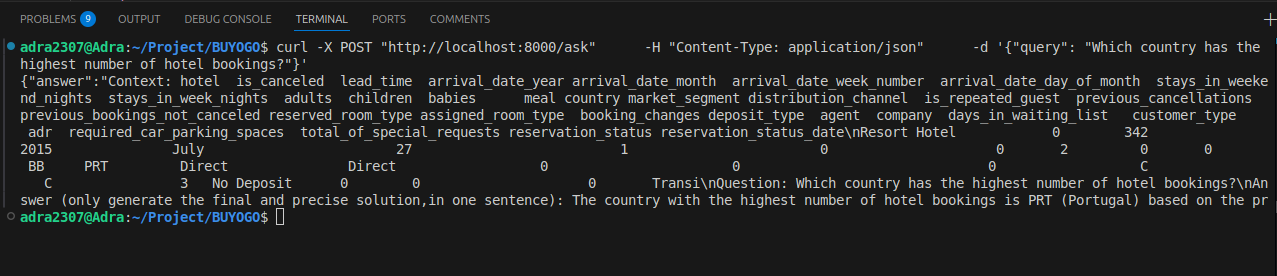 PROBLEMS 9 OUTPUT DEBUG CONSOLE TERMINAL PORTS COMMENTS
adra2307@Adra:~/Project/BUYOGO$ curl -X POST "http://localhost:8000/ask" -H "Content-Type: application/json" -d '{"query": "Which country has the
highest number of hotel bookings?"}'
{"answer":"Context: hotel is_canceled lead_time arrival_date_year arrival_date_month arrival_date_week_number arrival_date_day_of_month stays_in_weeke
nd_nights stays_in_week_nights adults children babies meal country market_segment distribution_channel is_repeated_guest previous_cancellations
previous_bookings_not_canceled reserved_room_type assigned_room_type booking_changes deposit_type agent company days_in_waiting_list customer_type
adr required_car_parking_spaces total_of_special_requests reservation_status reservation_status_date\nResort Hotel 0 342
2015 July 27 1 0 0 2 0 0
BB PRT Direct Direct 0 0 0 C
C 3 No Deposit 0 0 0 Transi\nQuestion: Which country has the highest number of hotel bookings?\nAn
swer (only generate the final and precise solution,in one sentence): The country with the highest number of hotel bookings is PRT (Portugal) based on the pr
adra2307@Adra:~/Project/BUYOGO$